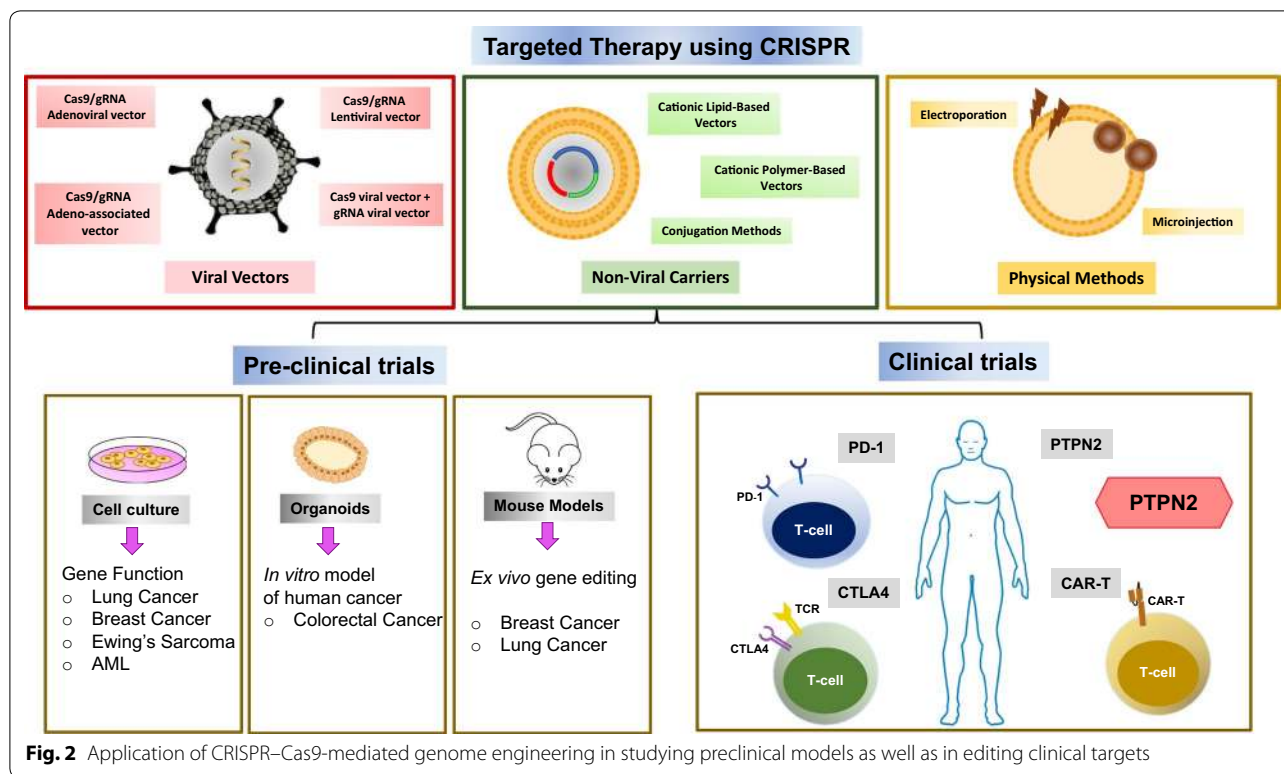 Targeted Therapy using CRISPR
Cas9/gRNA
Adenoviral vector
Cas9/gRNA
Lentiviral vector
Cas9/gRNA
Adeno-associated
vector
Cas9 viral vector +
gRNA viral vector
Viral Vectors
Cationic Lipid-Based
Vectors
Cationic Polymer-Based
Vectors
Conjugation Methods
Non-Viral Carriers
Electroporation
Microinjection
Physical Methods
Pre-clinical trials
Cell culture
Gene Function
o Lung Cancer
o Breast Cancer
o Ewing's Sarcoma
o AML
Organoids
In vitro model
of human cancer
o Colorectal Cancer
Mouse Models
Ex vivo gene editing
o Breast Cancer
o Lung Cancer
Clinical trials
PD-1
PD-1
T-cell
PTPN2
PTPN2
CTLA4
TCR
CTLA4
T-cell
CAR-T
CAR-T
T-cell
Fig. 2 Application of CRISPR–Cas9-mediated genome engineering in studying preclinical models as well as in editing clinical targets